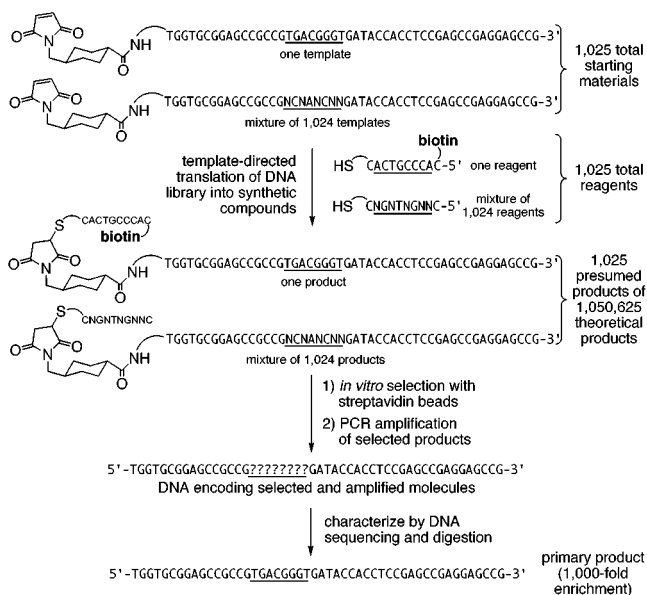 O
N
O
O
NH
TGGTGCGGAGCCGCCGTGACGGGTGATACCACCTCCGAGCCGAGGAGCCG-3'
one template
1,025 total
starting
materials
O
N
O
O
NH
TGGTGCGGAGCCGCCGNCNANCNNGATACCACCTCCGAGCCGAGGAGCCG-3'
mixture of 1,024 templates
template-directed
translation of DNA
library into synthetic
compounds
biotin
HS CACTGCCCAC-5' one reagent
HS CNGNTNGNNC-5' mixture of
1,024 reagents
1,025 total
reagents
S CACTGCCCAC
biotin
O
N
O
O
NH
TGGTGCGGAGCCGCCGTGACGGGTGATACCACCTCCGAGCCGAGGAGCCG-3'
one product
1,025
presumed
products of
1,050,625
theoretical
products
S CNGNTNGNNC
O
N
O
O
NH
TGGTGCGGAGCCGCCGNCNANCNNGATACCACCTCCGAGCCGAGGAGCCG-3'
mixture of 1,024 products
1) in vitro selection with
streptavidin beads
2) PCR amplification
of selected products
5'-TGGTGCGGAGCCGCCG????????GATACCACCTCCGAGCCGAGGAGCCG-3'
DNA encoding selected and amplified molecules
characterize by DNA
sequencing and digestion
5'-TGGTGCGGAGCCGCCGTGACGGGTGATACCACCTCCGAGCCGAGGAGCCG-3'
primary product
(1,000-fold
enrichment)